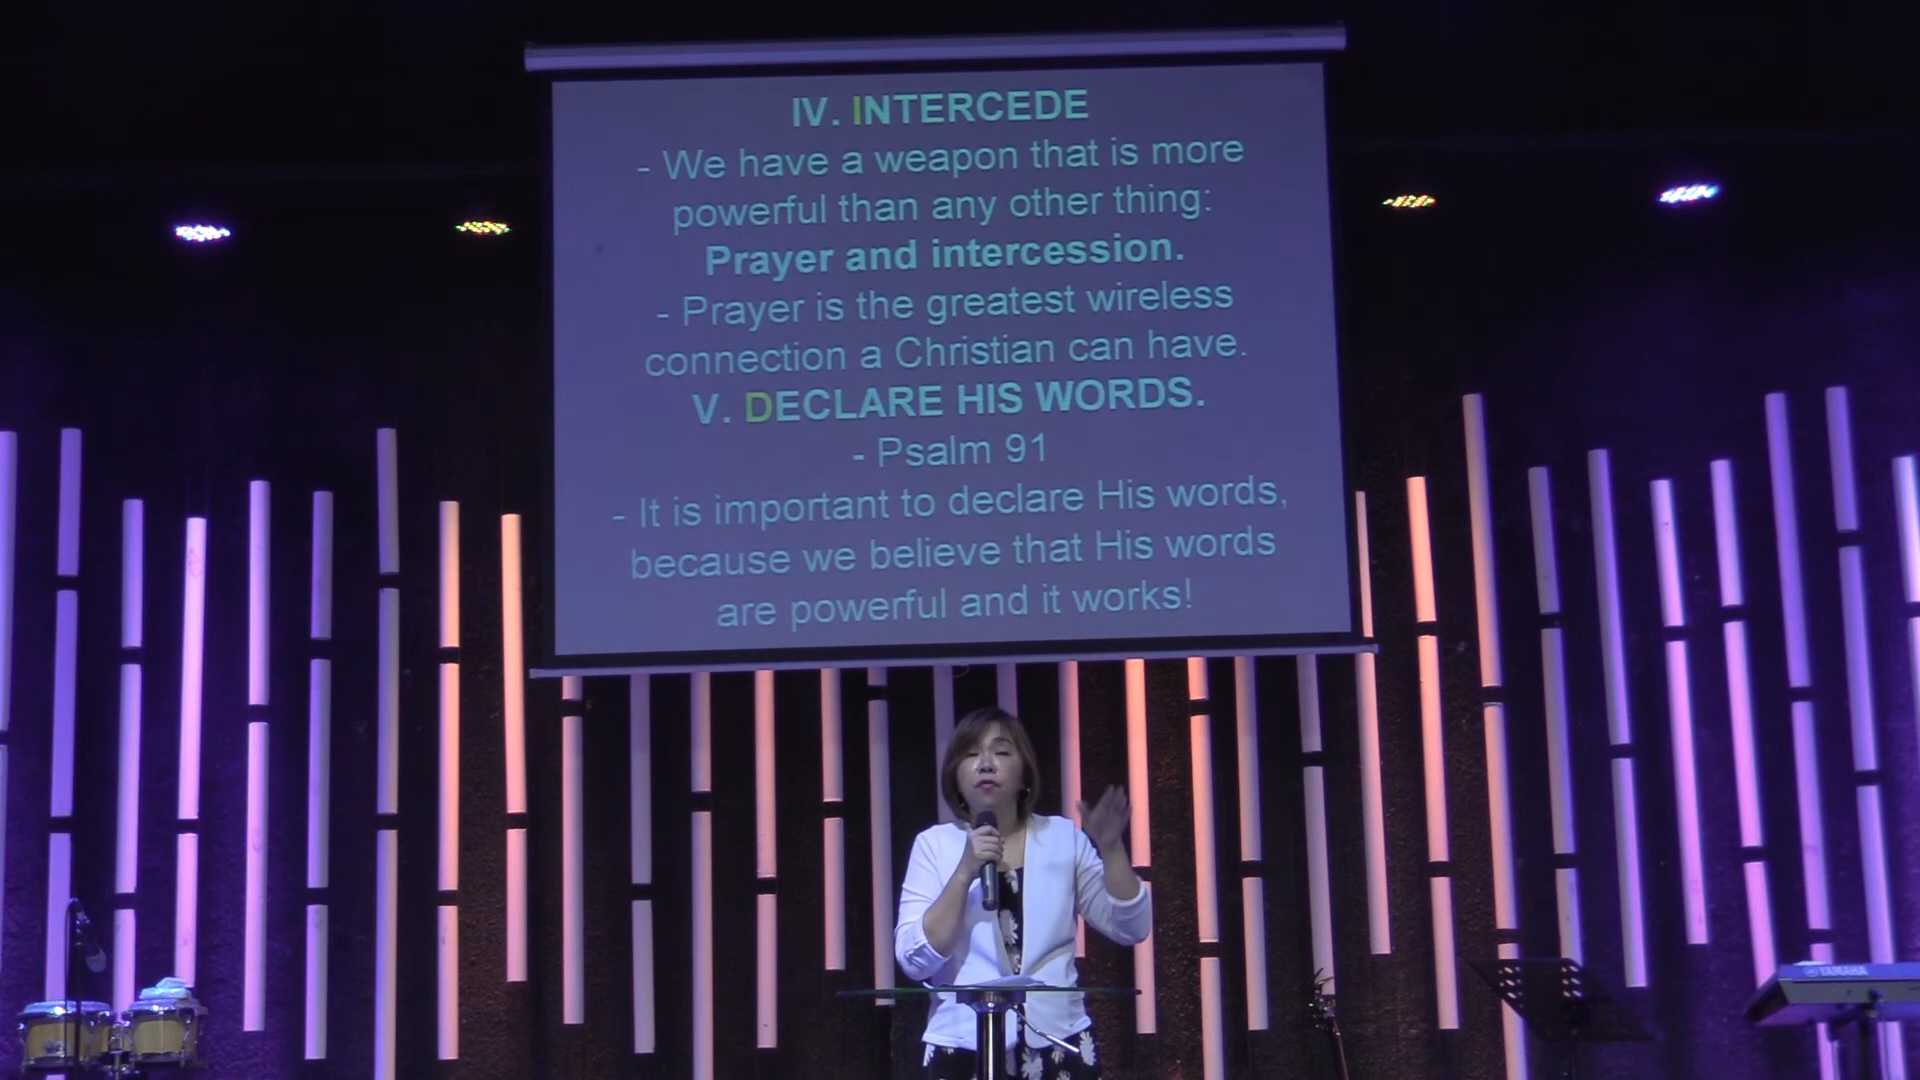 IV. INTERCEDE
- We have a weapon that is more
powerful than any other thing:
Prayer and intercession.
- Prayer is the greatest wireless
connection a Christian can have.
V. DECLARE HIS WORDS.
- Psalm 91
- It is important to declare His words,
because we believe that His words
are powerful and it works!
YAMAHA